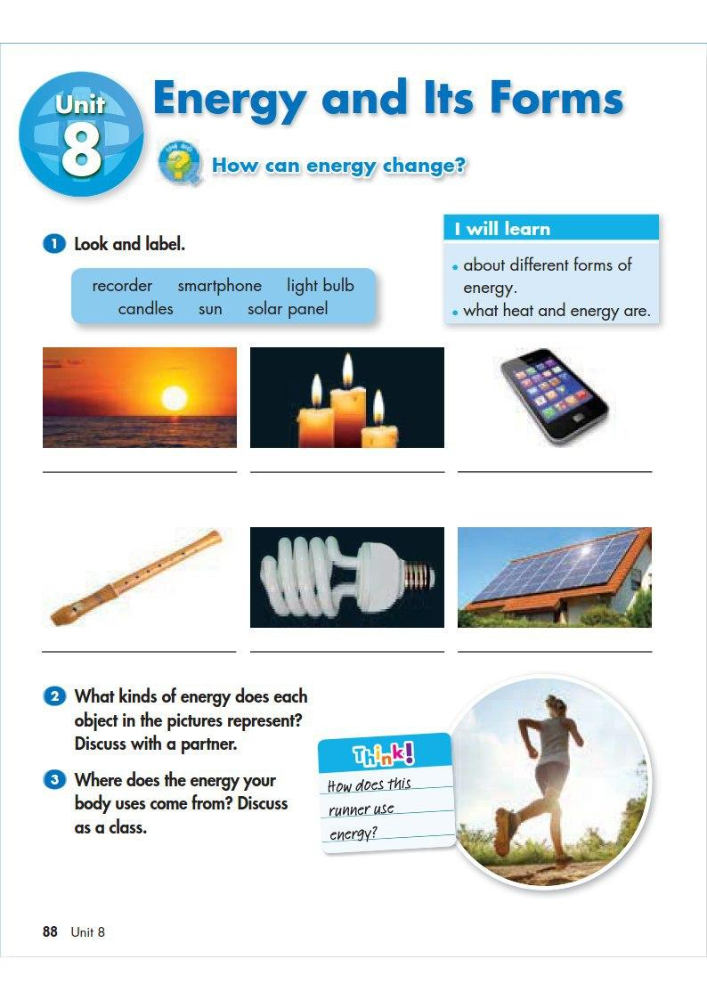 Unit
8
Energy and Its Forms
How can energy change?
1 Look and label.
recorder smartphone light bulb
candles sun solar panel
I will learn
• about different forms of
energy.
• what heat and energy are.
2 What kinds of energy does each
object in the pictures represent?
Discuss with a partner.
3 Where does the energy your
body uses come from? Discuss
as a class.
Think!
How does this
runner use
energy?
88 Unit 8